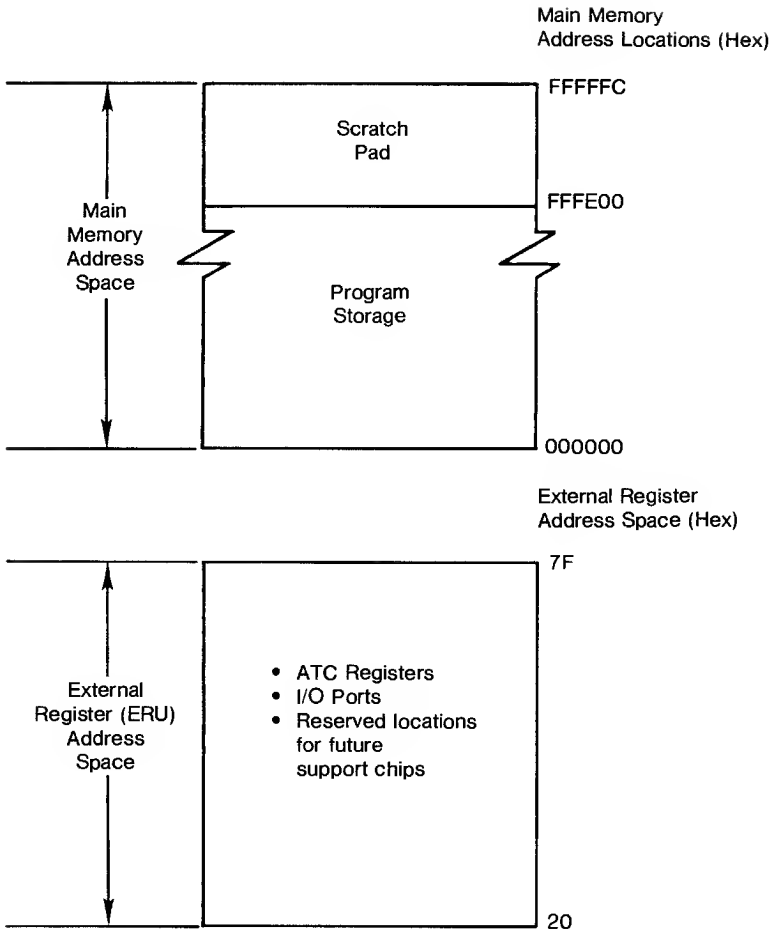 Main Memory
Address Locations (Hex)
FFFFFC
Scratch
Pad
FFFE00
Main
Memory
Address
Space
Program
Storage
000000
External Register
Address Space (Hex)
7F
External
Register (ERU)
Address
Space
• ATC Registers
• I/O Ports
• Reserved locations
for future
support chips
20